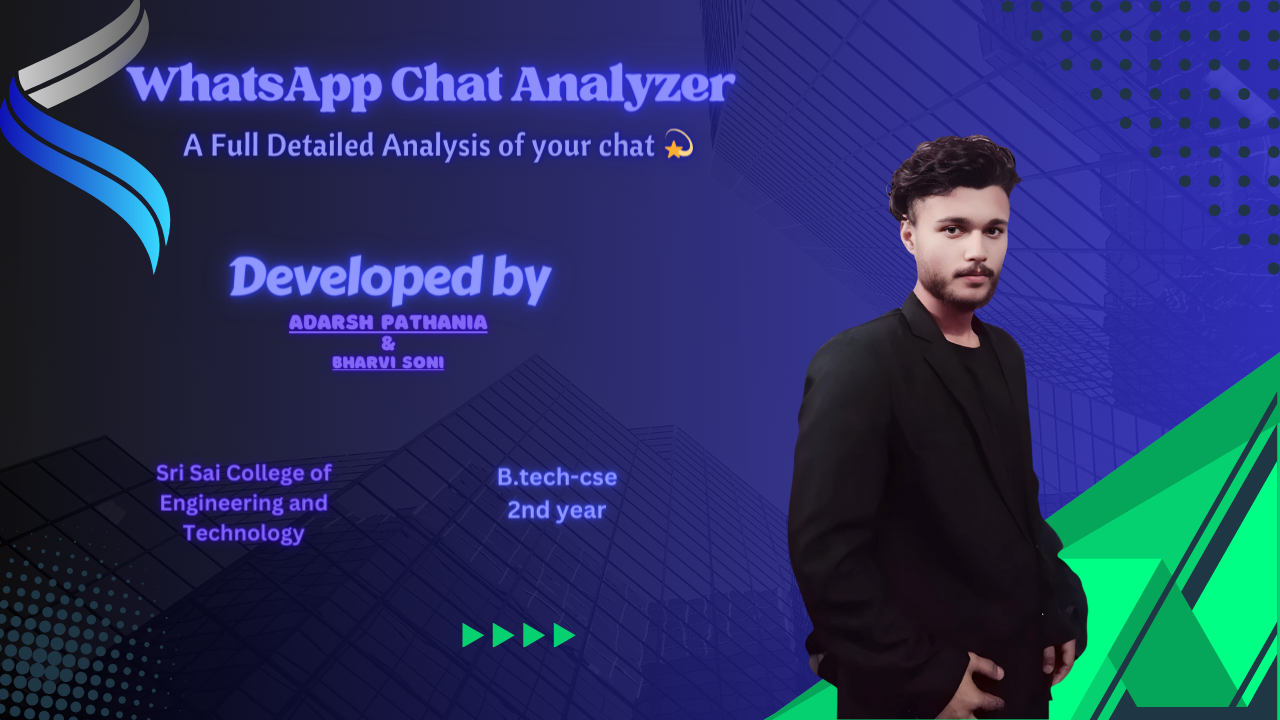 WhatsApp Chat Analyzer
A Full Detailed Analysis of your chat 💫
Developed by
ADARSH PATHANIA
&
BHARVI SONI
Sri Sai College of
Engineering and
Technology
B.tech-cse
2nd year